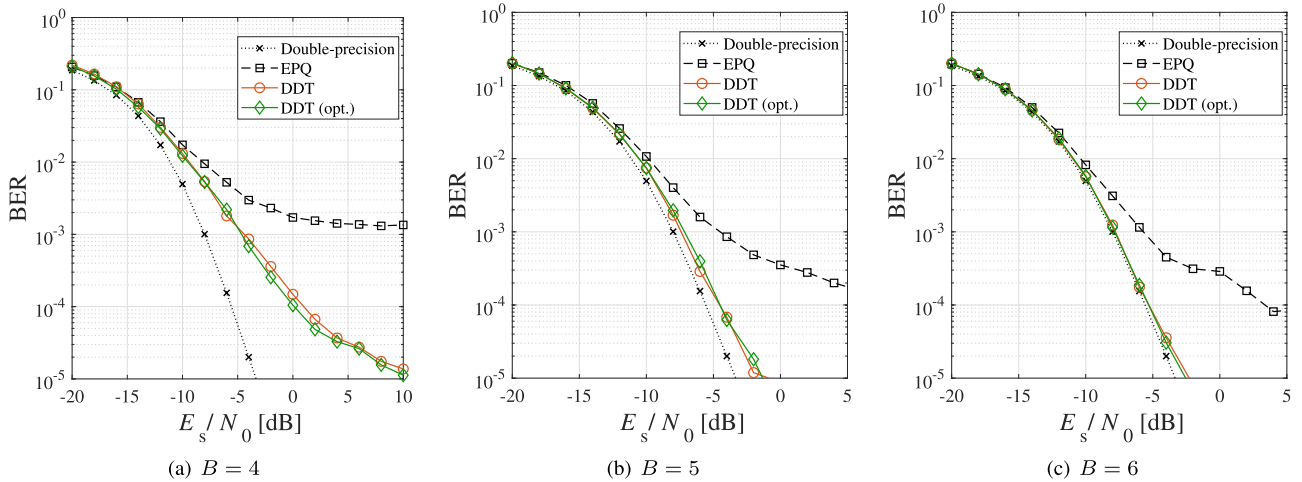 10^0
10^-1
10^-2
10^-3
10^-4
10^-5
BER
-20 -15 -10 -5 0 5 10
E_s / N_0 [dB]
Double-precision
EPQ
DDT
DDT (opt.)
(a) B = 4
10^0
10^-1
10^-2
10^-3
10^-4
10^-5
BER
-20 -15 -10 -5 0 5
E_s / N_0 [dB]
Double-precision
EPQ
DDT
DDT (opt.)
(b) B = 5
10^0
10^-1
10^-2
10^-3
10^-4
10^-5
BER
-20 -15 -10 -5 0 5
E_s / N_0 [dB]
Double-precision
EPQ
DDT
DDT (opt.)
(c) B = 6